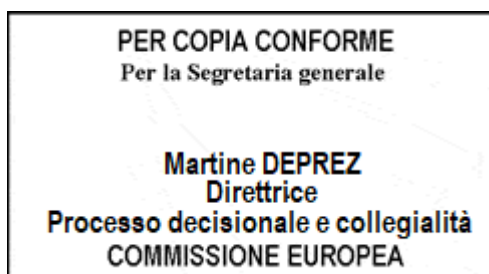 PER COPIA CONFORME
Per la Segretaria generale
Martine DEPREZ
Direttrice
Processo decisionale e collegialità
COMMISSIONE EUROPEA